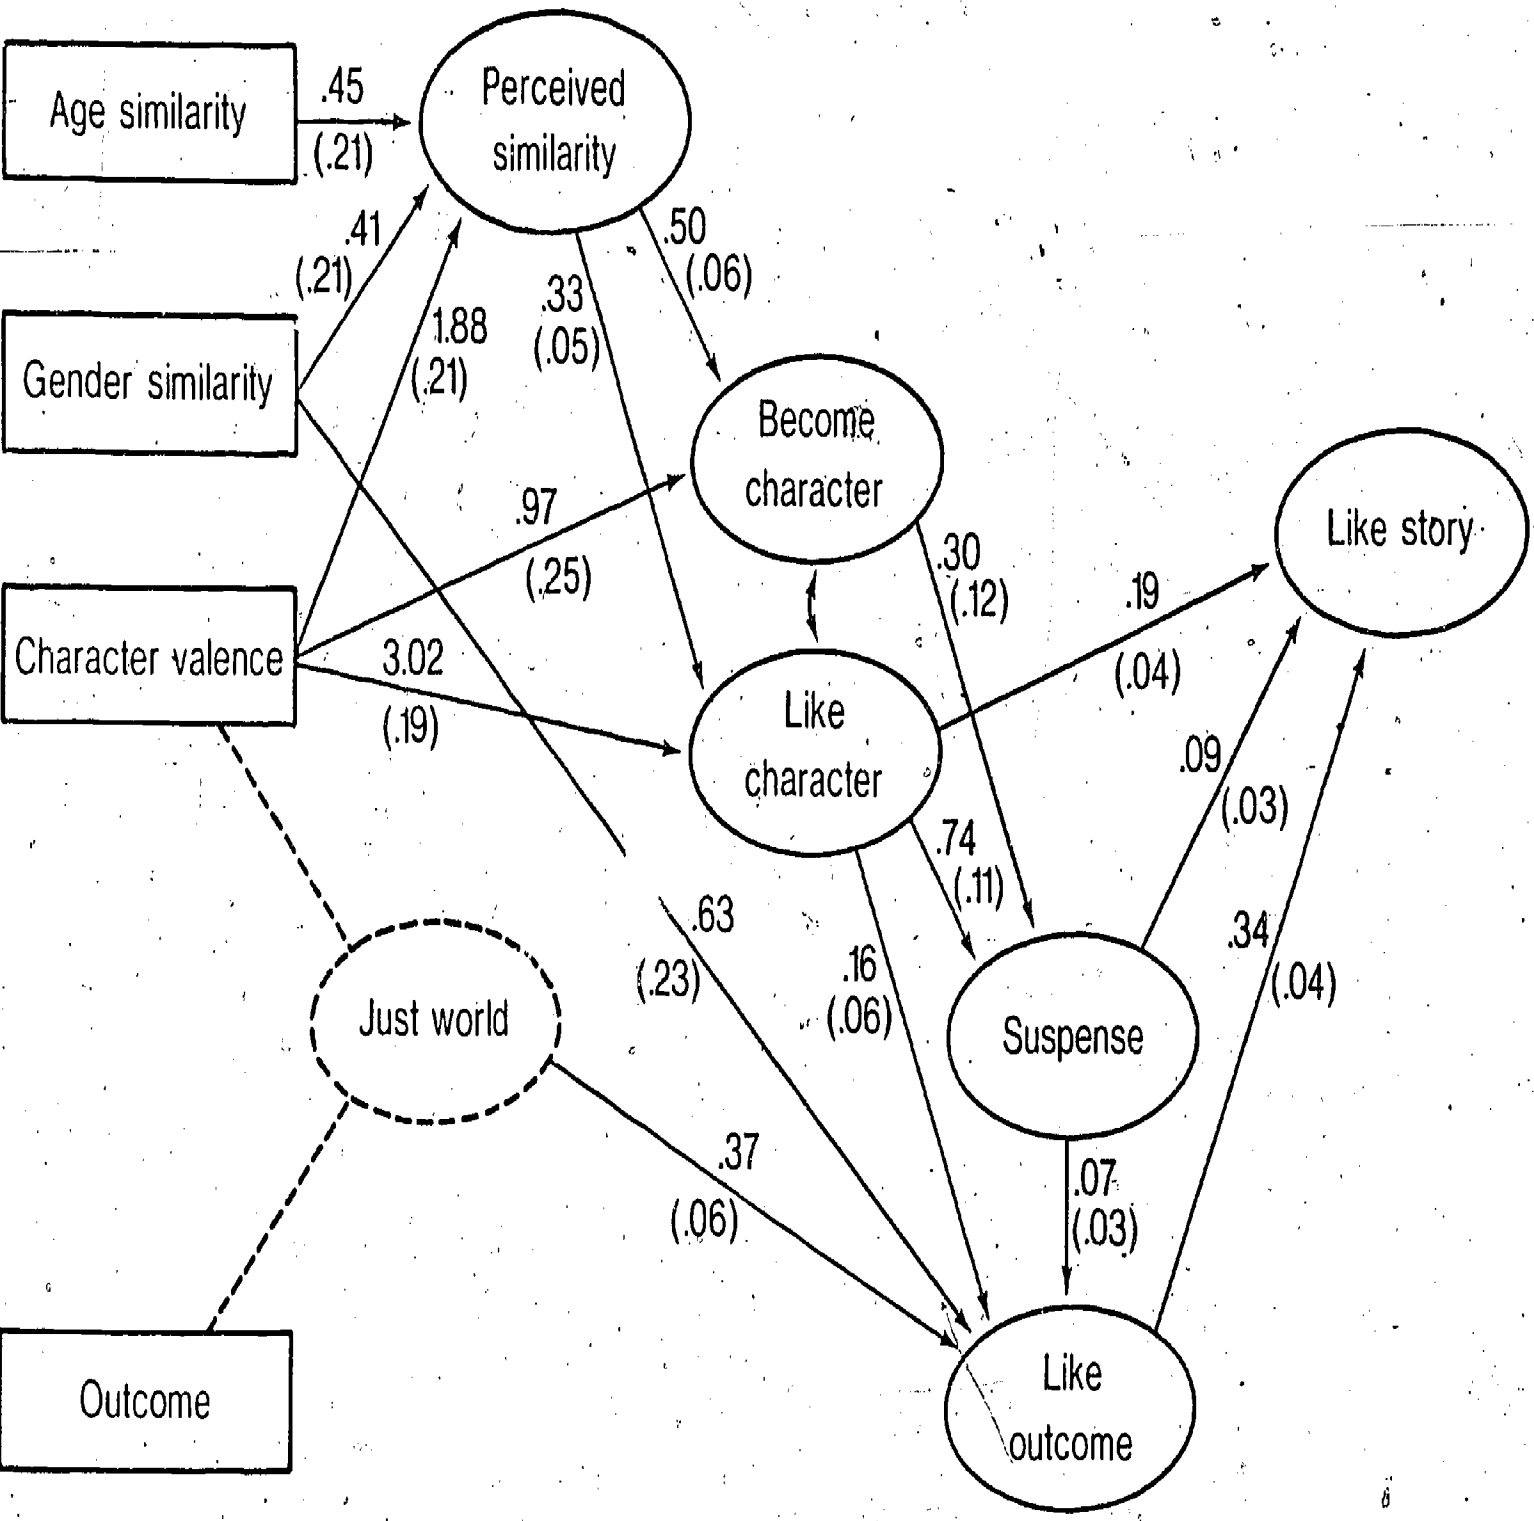 Age similarity
.45
(.21)
Perceived
similarity
.41
(.21)
.50
(.06)
.33
(.05)
1.88
(.21)
Gender similarity
Become
character
.97
(.25)
Like story
.30
(.12)
.19
(.04)
Character valence
3.02
(.19)
Like
character
.09
(.03)
.74
(.11)
.63
(.23)
.16
(.06)
.34
(.04)
Just world
Suspense
.37
(.06)
.07
(.03)
Outcome
Like
outcome